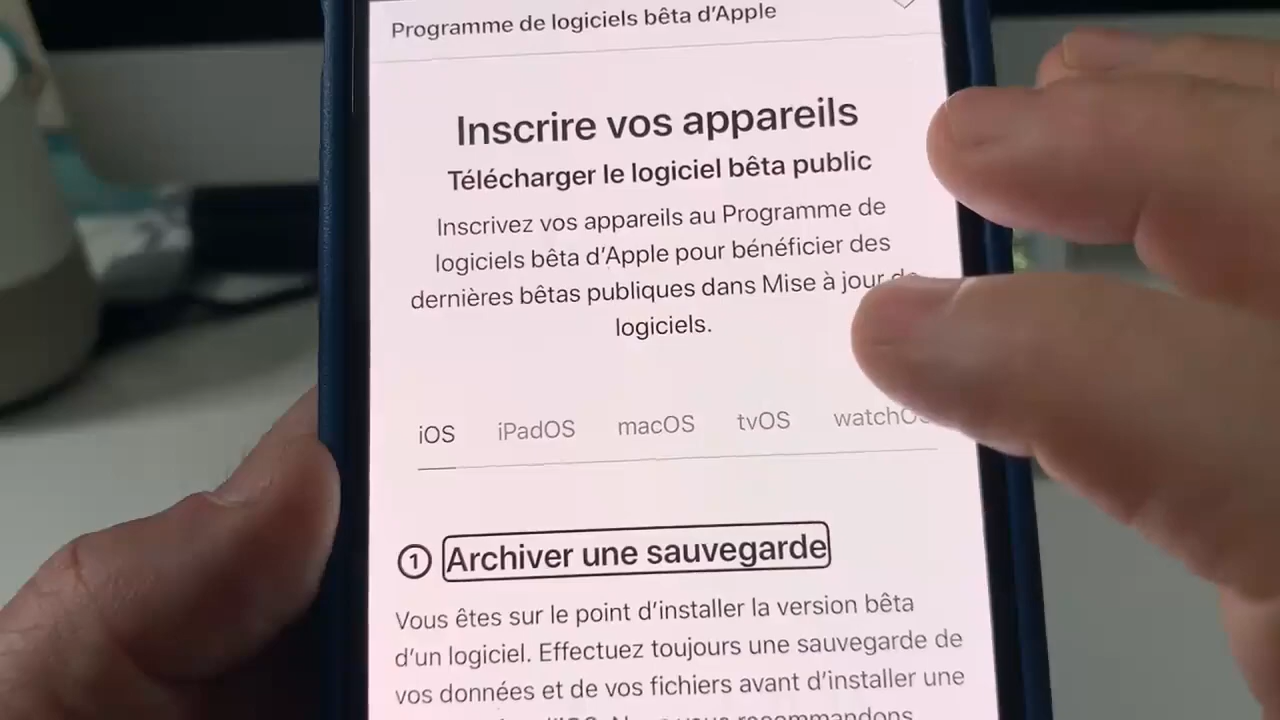 Programme de logiciels bêta d’Apple
Inscrire vos appareils
Télécharger le logiciel bêta public
Inscrivez vos appareils au Programme de
logiciels bêta d’Apple pour bénéficier des
dernières bêtas publiques dans Mise à jour de
logiciels.
iOS iPadOS macOS tvOS watchOS
1 Archiver une sauvegarde
Vous êtes sur le point d’installer la version bêta
d’un logiciel. Effectuez toujours une sauvegarde de
vos données et de vos fichiers avant d’installer une